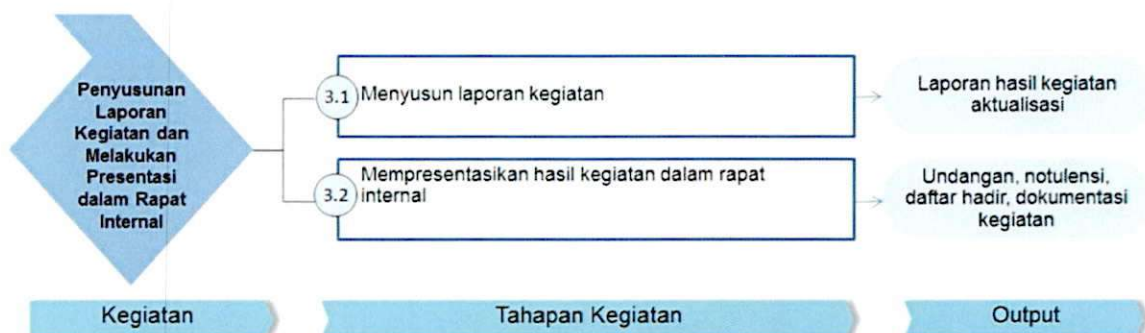 Penyusunan
Laporan
Kegiatan dan
Melakukan
Presentasi
dalam Rapat
Internal
3.1
Menyusun laporan kegiatan
Laporan hasil kegiatan
aktualisasi
3.2
Mempresentasikan hasil kegiatan dalam rapat
internal
Undangan, notulensi,
daftar hadir, dokumentasi
kegiatan
Kegiatan
Tahapan Kegiatan
Output